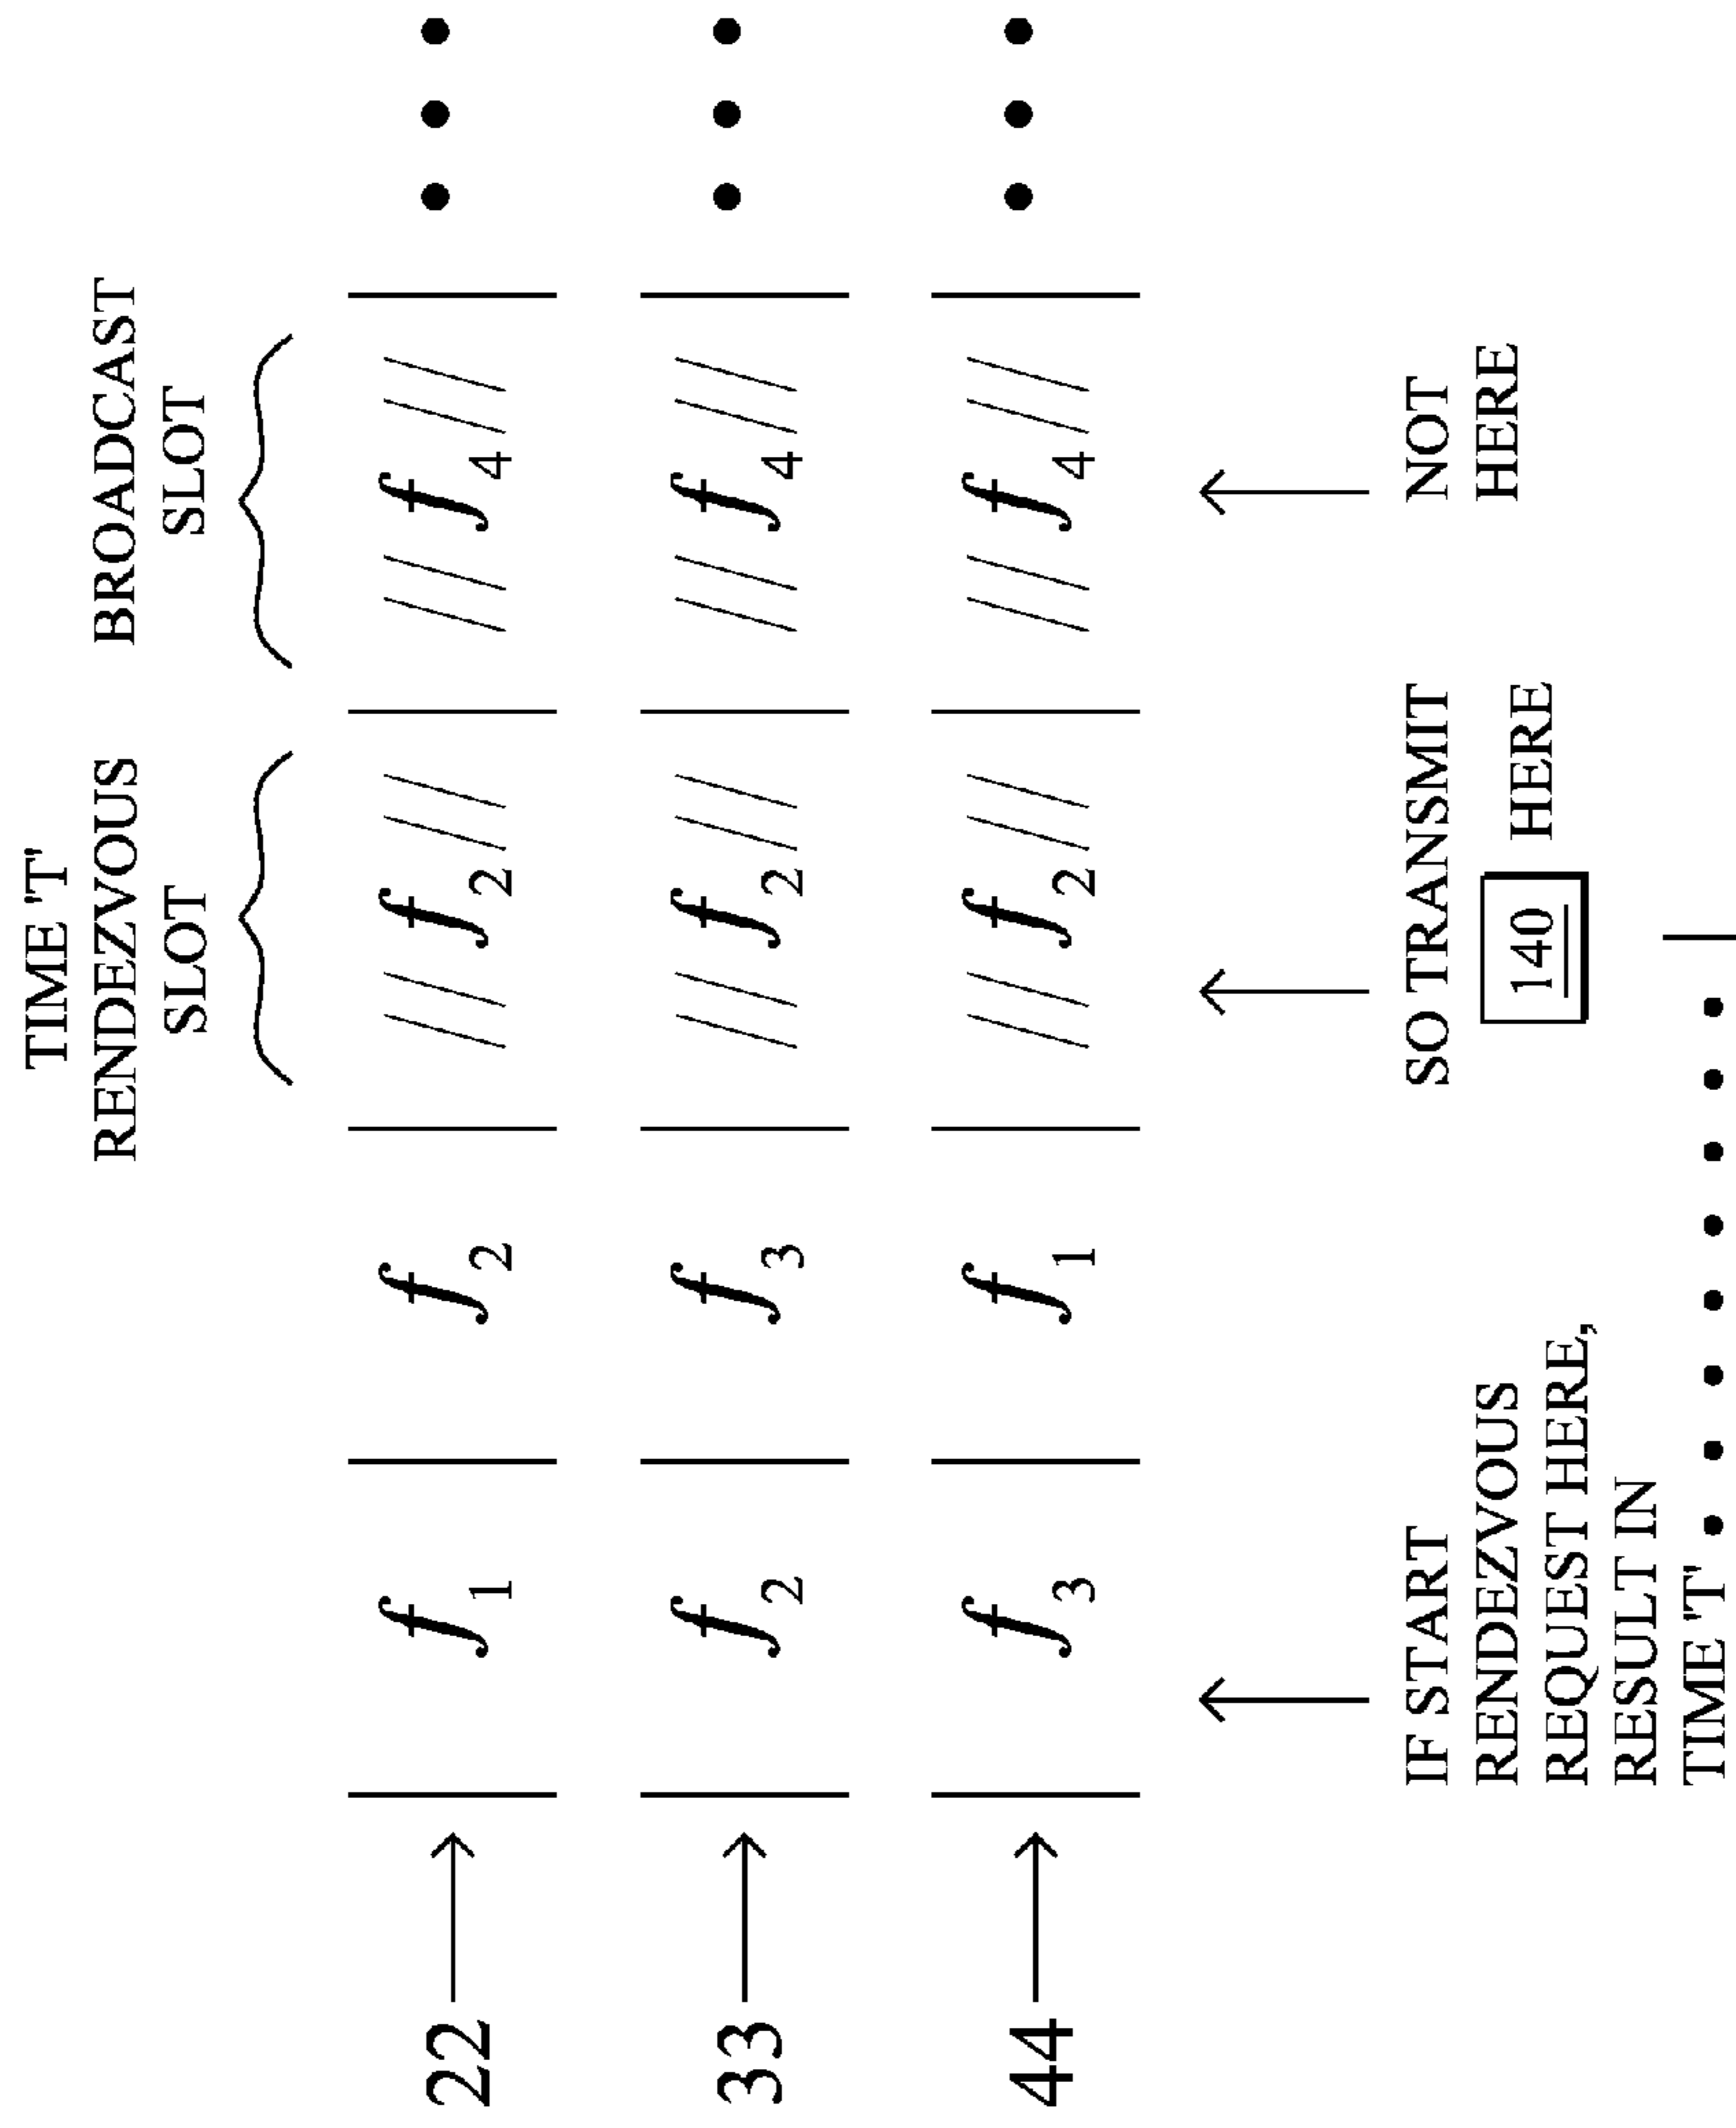 TIME 'T'
RENDEZVOUS
SLOT
BROADCAST
SLOT
22 f1 f2 f2 f4
33 f2 f3 f2 f4
44 f3 f1 f2 f4
IF START
RENDEZVOUS
REQUEST HERE,
RESULT IN
TIME 'T'
SO TRANSMIT
140 HERE
NOT
HERE